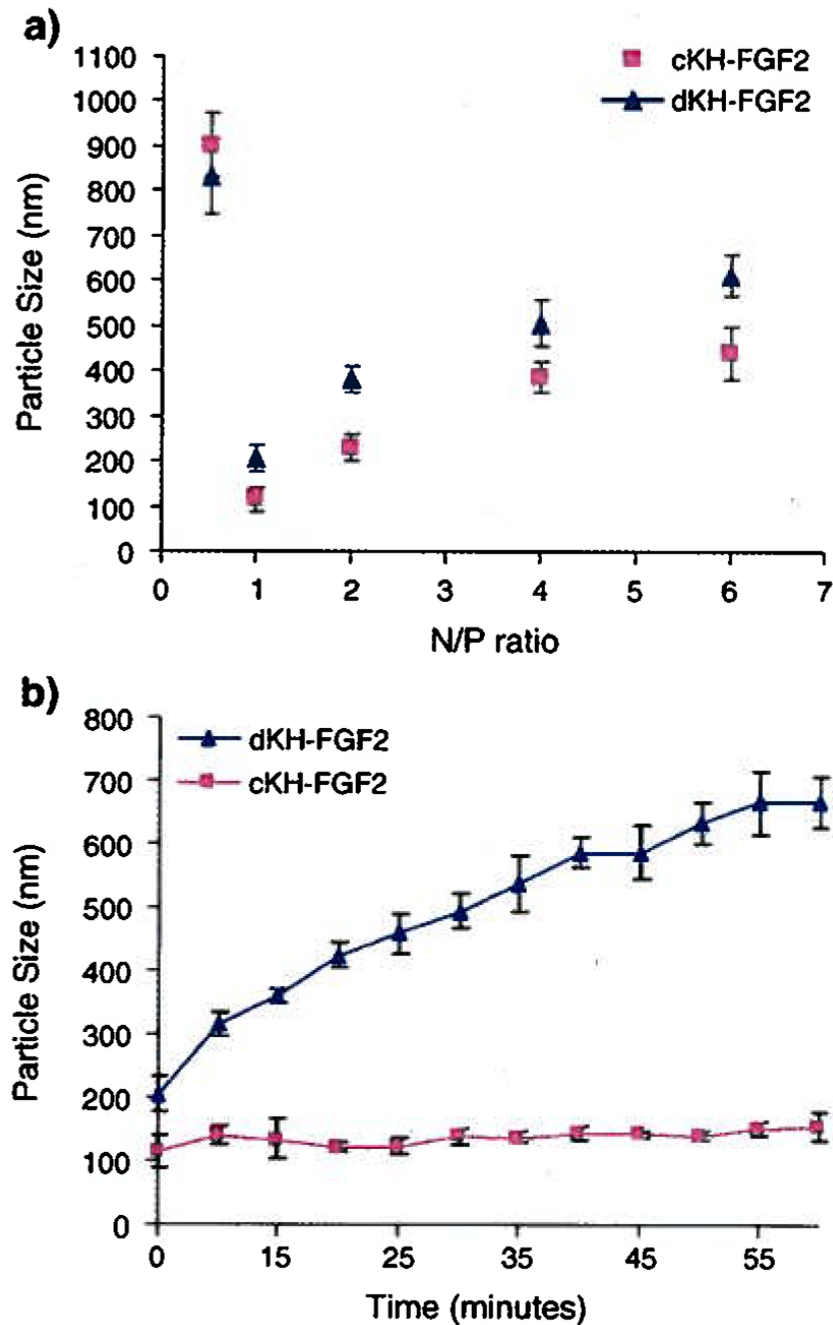 a)
1100
1000
900
800
700
600
500
400
300
200
100
0
Particle Size (nm)
cKH-FGF2
dKH-FGF2
0 1 2 3 4 5 6 7
N/P ratio
b)
800
700
600
500
400
300
200
100
0
Particle Size (nm)
dKH-FGF2
cKH-FGF2
0 15 25 35 45 55
Time (minutes)